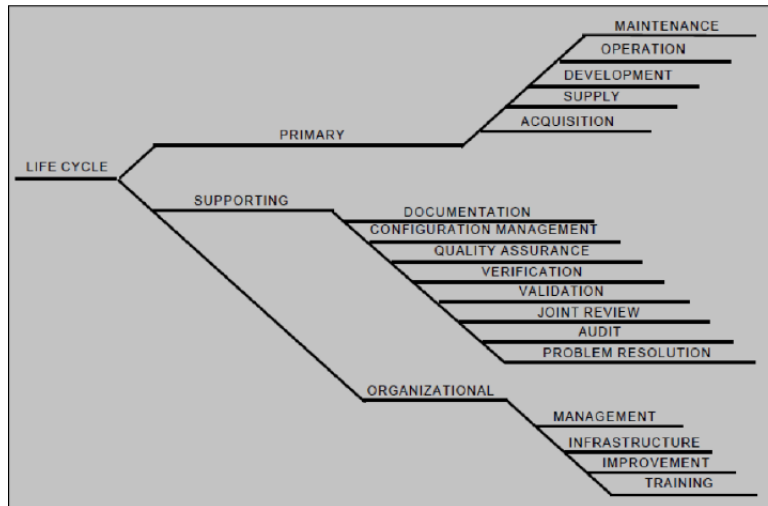 MAINTENANCE
OPERATION
DEVELOPMENT
SUPPLY
ACQUISITION
PRIMARY
LIFE CYCLE
SUPPORTING
DOCUMENTATION
CONFIGURATION MANAGEMENT
QUALITY ASSURANCE
VERIFICATION
VALIDATION
JOINT REVIEW
AUDIT
PROBLEM RESOLUTION
ORGANIZATIONAL
MANAGEMENT
INFRASTRUCTURE
IMPROVEMENT
TRAINING